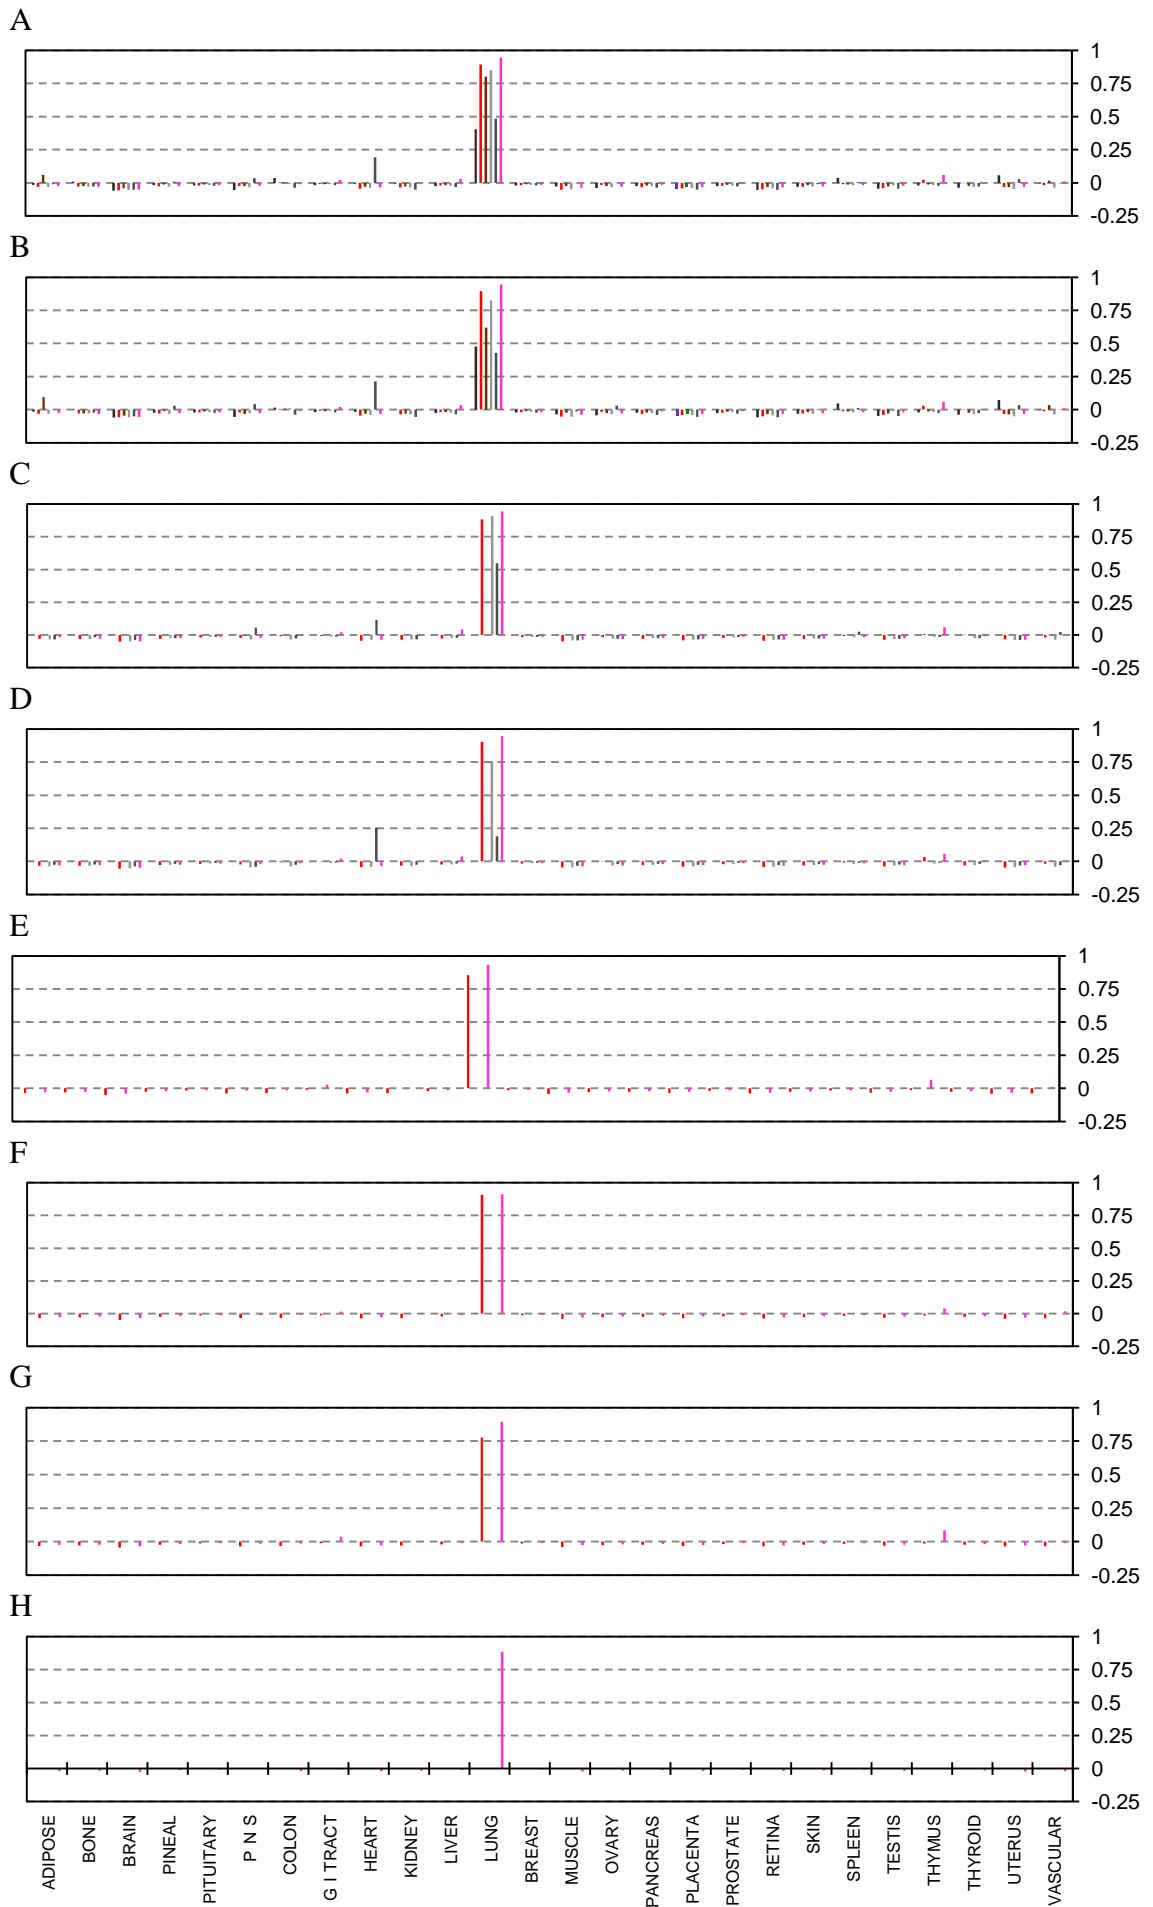 A
1
0.75
0.5
0.25
0
-0.25
B
1
0.75
0.5
0.25
0
-0.25
C
1
0.75
0.5
0.25
0
-0.25
D
1
0.75
0.5
0.25
0
-0.25
E
1
0.75
0.5
0.25
0
-0.25
F
1
0.75
0.5
0.25
0
-0.25
G
1
0.75
0.5
0.25
0
-0.25
H
1
0.75
0.5
0.25
0
-0.25
ADIPOSE
BONE
BRAIN
PINEAL
PITUITARY
P N S
COLON
G I TRACT
HEART
KIDNEY
LIVER
LUNG
BREAST
MUSCLE
OVARY
PANCREAS
PLACENTA
PROSTATE
RETINA
SKIN
SPLEEN
TESTIS
THYMUS
THYROID
UTERUS
VASCULAR